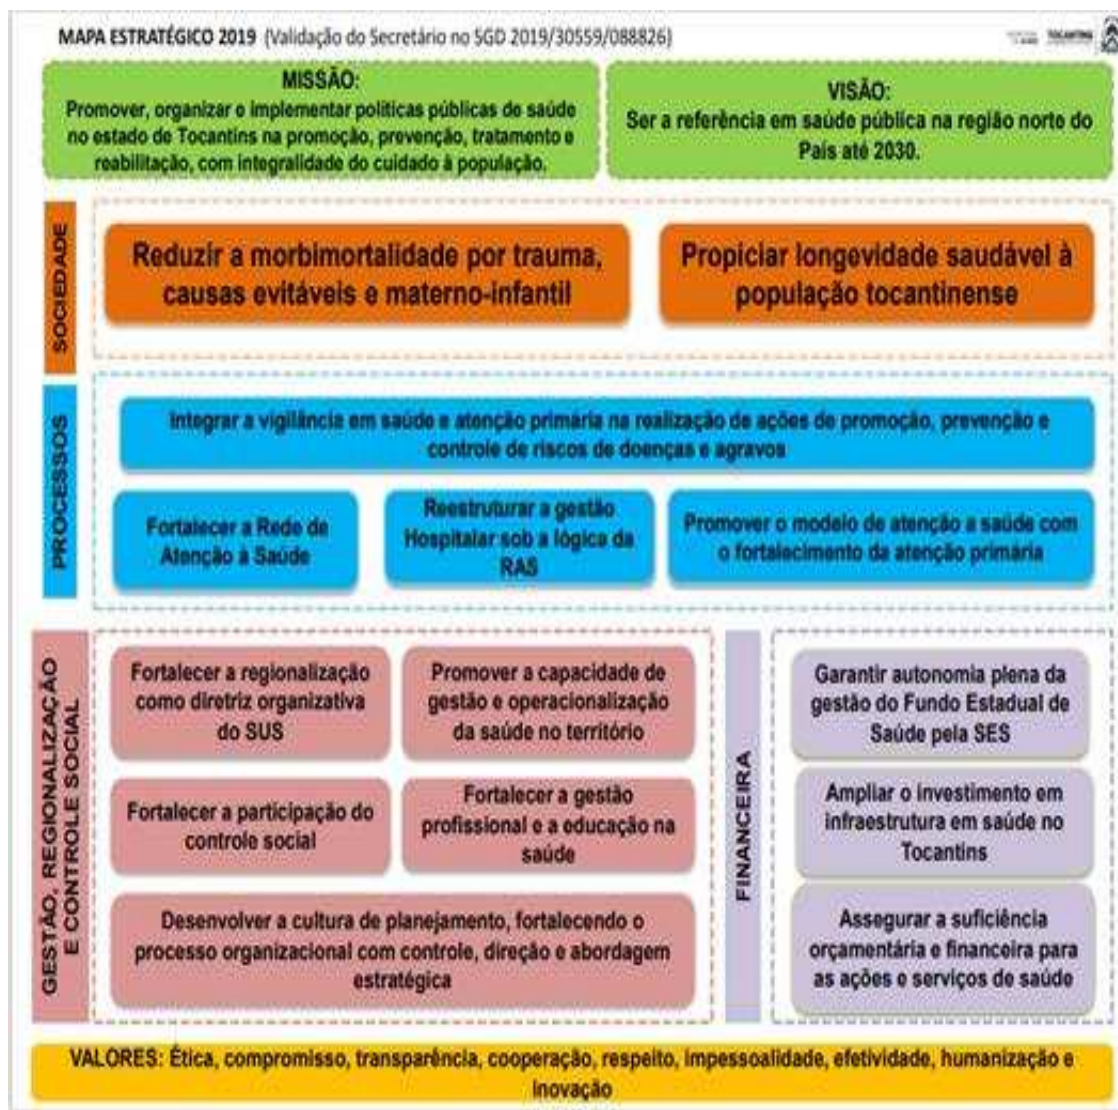 MAPA ESTRATÉGICO 2019 (Validação do Secretário no SGD 2019/30559/088826)
TOCANTINS
MISSÃO:
Promover, organizar e implementar políticas públicas de saúde
no estado de Tocantins na promoção, prevenção, tratamento e
reabilitação, com integralidade do cuidado à população.
VISÃO:
Ser a referência em saúde pública na região norte do
País até 2030.
SOCIEDADE
Reduzir a morbimortalidade por trauma,
causas evitáveis e materno-infantil
Propiciar longevidade saudável à
população tocantinense
PROCESSOS
Integrar a vigilância em saúde e atenção primária na realização de ações de promoção, prevenção e
controle de riscos de doenças e agravos
Fortalecer a Rede de
Atenção à Saúde
Reestruturar a gestão
Hospitalar sob a lógica da
RAS
Promover o modelo de atenção a saúde com
o fortalecimento da atenção primária
GESTÃO, REGIONALIZAÇÃO
E CONTROLE SOCIAL
Fortalecer a regionalização
como diretriz organizativa
do SUS
Promover a capacidade de
gestão e operacionalização
da saúde no território
Fortalecer a participação do
controle social
Fortalecer a gestão
profissional e a educação na
saúde
Desenvolver a cultura de planejamento, fortalecendo o
processo organizacional com controle, direção e abordagem
estratégica
FINANCEIRA
Garantir autonomia plena da
gestão do Fundo Estadual de
Saúde pela SES
Ampliar o investimento em
infraestrutura em saúde no
Tocantins
Assegurar a suficiência
orçamentária e financeira para
as ações e serviços de saúde
VALORES: Ética, compromisso, transparência, cooperação, respeito, impessoalidade, efetividade, humanização e
inovação